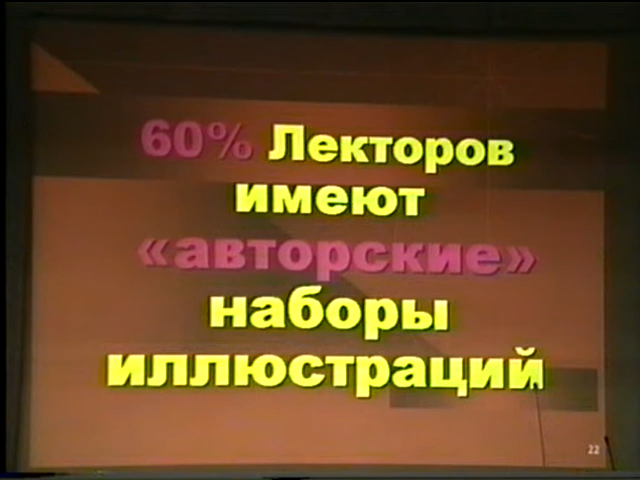 60% Лекторов
имеют
«авторские»
наборы
иллюстраций
22